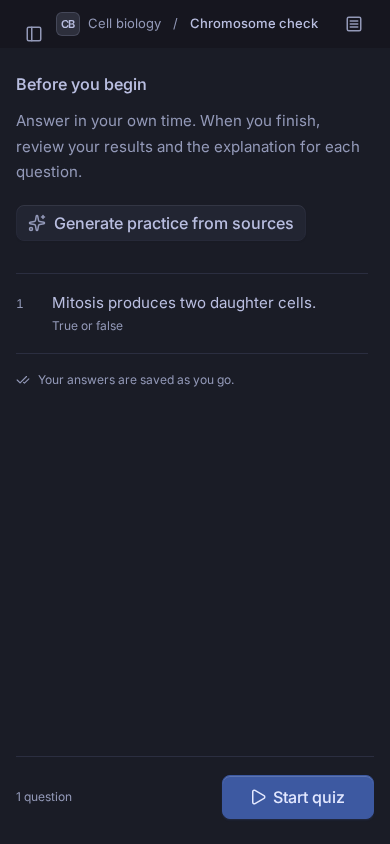 CB Cell biology / Chromosome check
Before you begin
Answer in your own time. When you finish,
review your results and the explanation for each
question.
Generate practice from sources
1 Mitosis produces two daughter cells.
True or false
Your answers are saved as you go.
1 question Start quiz